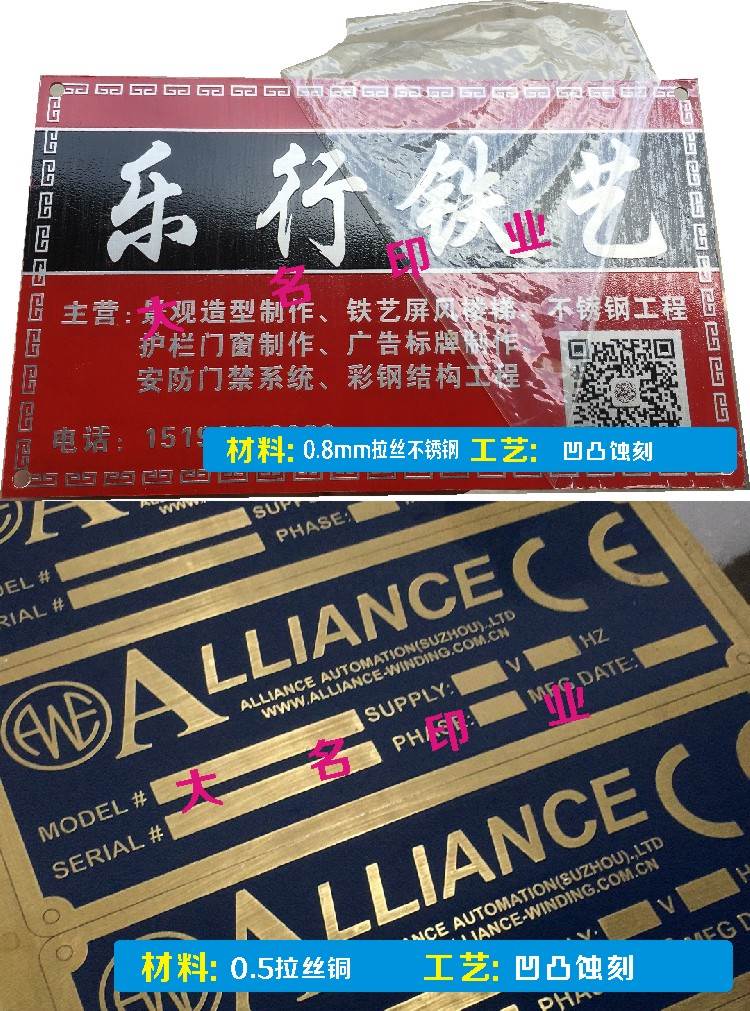 乐行铁艺
大名印业
主营:景观造型制作、铁艺屏风楼梯、不锈钢工程
护栏门窗制作、广告标牌制作
安防门禁系统、彩钢结构工程
电话: 151
材料: 0.8mm拉丝不锈钢 工艺: 凹凸蚀刻
ALLIANCE CE
SUPPLY:
PHASE:
MODEL #
SERIAL #
AWE
ALLIANCE CE
ALLIANCE AUTOMATION(SUZHOU).,LTD
WWW.ALLIANCE-WINDING.COM.CN
SUPPLY: V HZ
PHASE: MFG DATE:
大名印业
MODEL #
SERIAL #
ALLIANCE C
ALLIANCE AUTOMATION(SUZHOU).,LTD
ALLIANCE-WINDING.COM.CN
V
MFG D
材料: 0.5拉丝铜 工艺: 凹凸蚀刻